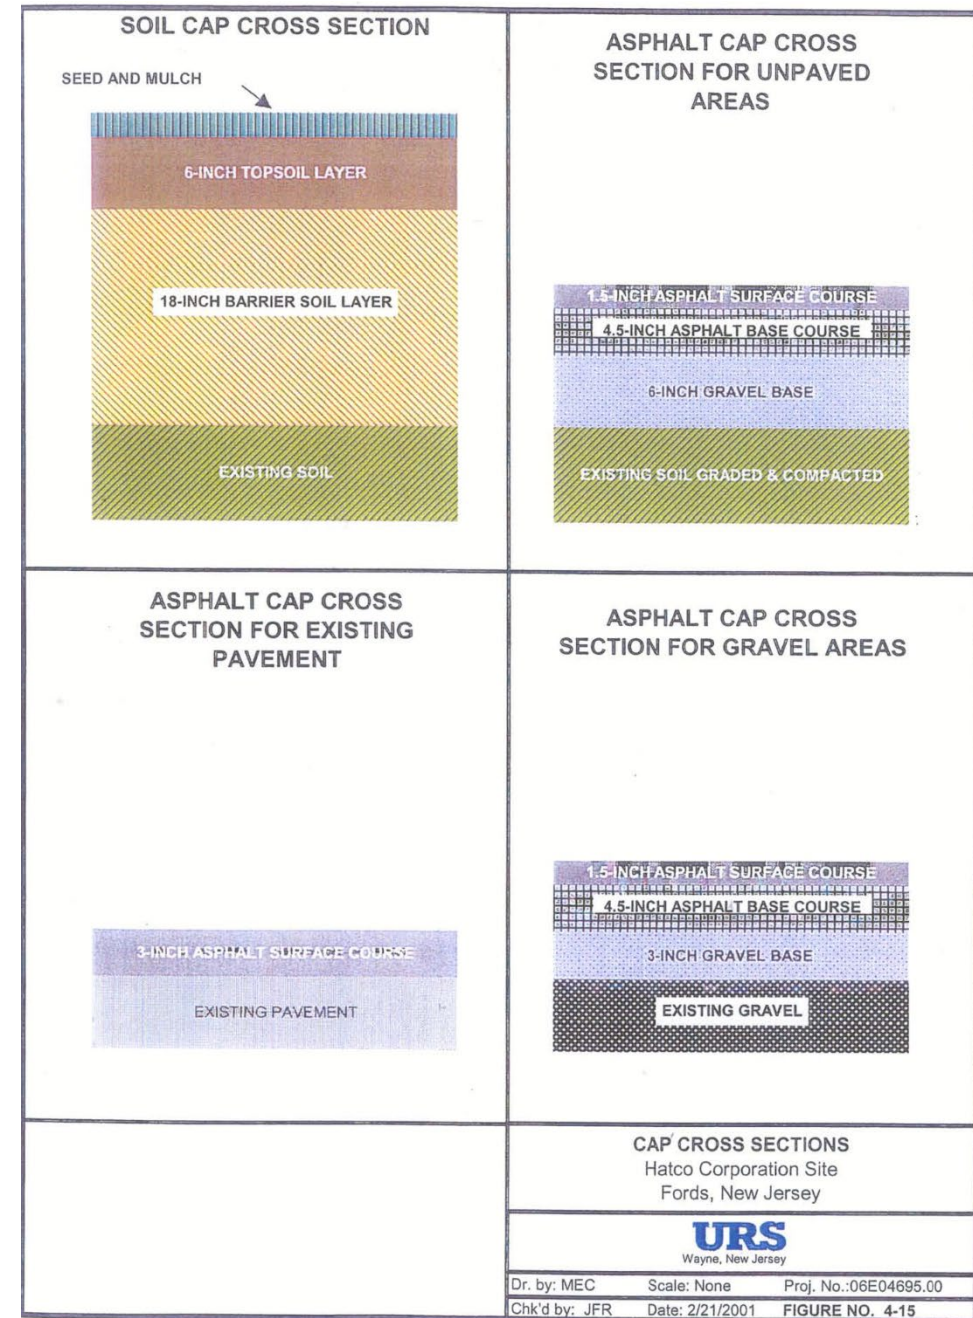 SOIL CAP CROSS SECTION
SEED AND MULCH
6-INCH TOPSOIL LAYER
18-INCH BARRIER SOIL LAYER
EXISTING SOIL
ASPHALT CAP CROSS
SECTION FOR UNPAVED
AREAS
1.5-INCH ASPHALT SURFACE COURSE
4.5-INCH ASPHALT BASE COURSE
6-INCH GRAVEL BASE
EXISTING SOIL GRADED & COMPACTED
ASPHALT CAP CROSS
SECTION FOR EXISTING
PAVEMENT
3-INCH ASPHALT SURFACE COURSE
EXISTING PAVEMENT
ASPHALT CAP CROSS
SECTION FOR GRAVEL AREAS
1.5-INCH ASPHALT SURFACE COURSE
4.5-INCH ASPHALT BASE COURSE
3-INCH GRAVEL BASE
EXISTING GRAVEL
CAP CROSS SECTIONS
Hatco Corporation Site
Fords, New Jersey
URS
Wayne, New Jersey
Dr. by: MEC Scale: None Proj. No.:06E04695.00
Chk'd by: JFR Date: 2/21/2001 FIGURE NO. 4-15